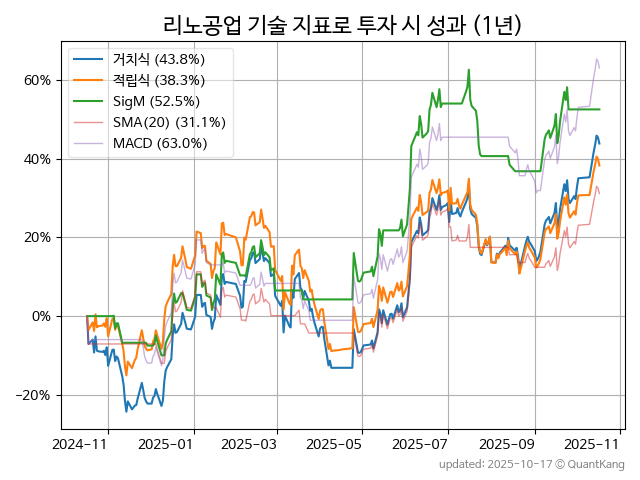 리노공업 기술 지표로 투자 시 성과 (1년)
거치식 (43.8%)
적립식 (38.3%)
SigM (52.5%)
SMA(20) (31.1%)
MACD (63.0%)
60%
40%
20%
0%
−20%
2024-11
2025-01
2025-03
2025-05
2025-07
2025-09
2025-11
updated: 2025-10-17 © QuantKang